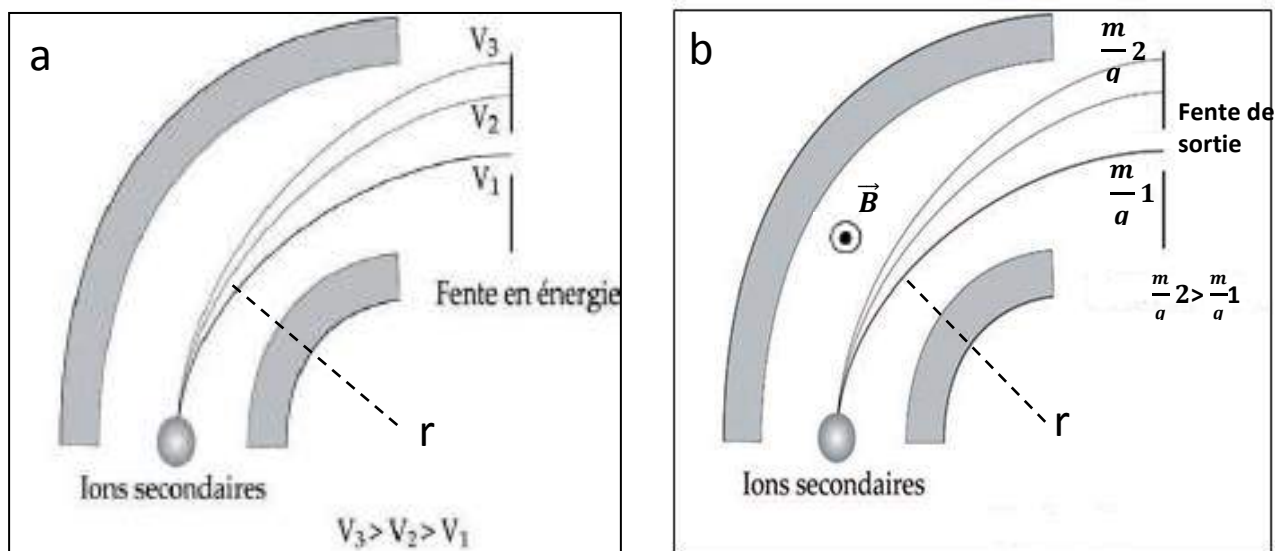 a
V₃
V₂
V₁
Fente en énergie
r
Ions secondaires
V₃ > V₂ > V₁
b
m/q 2
Fente de
sortie
m/q 1
B⃗
m/q 2 > m/q 1
r
Ions secondaires